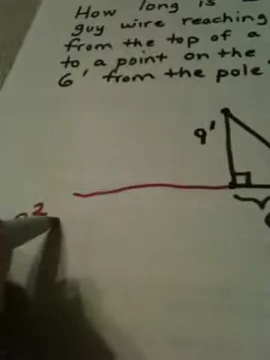 How long is
guy wire reaching
from the top of a
to a point on the
6' from the pole
9'
2